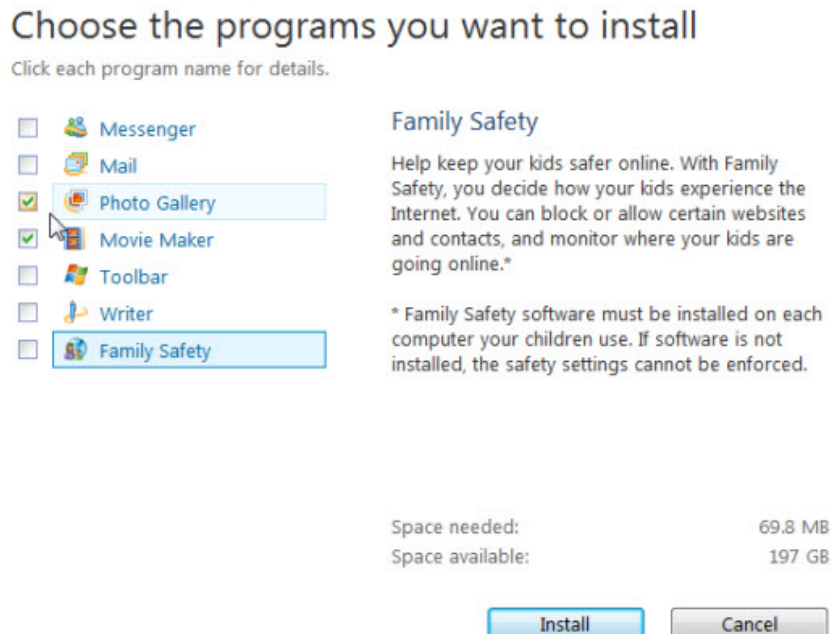 Choose the programs you want to install
Click each program name for details.
Messenger
Mail
Photo Gallery
Movie Maker
Toolbar
Writer
Family Safety
Family Safety
Help keep your kids safer online. With Family
Safety, you decide how your kids experience the
Internet. You can block or allow certain websites
and contacts, and monitor where your kids are
going online.*
* Family Safety software must be installed on each
computer your children use. If software is not
installed, the safety settings cannot be enforced.
Space needed: 69.8 MB
Space available: 197 GB
Install Cancel